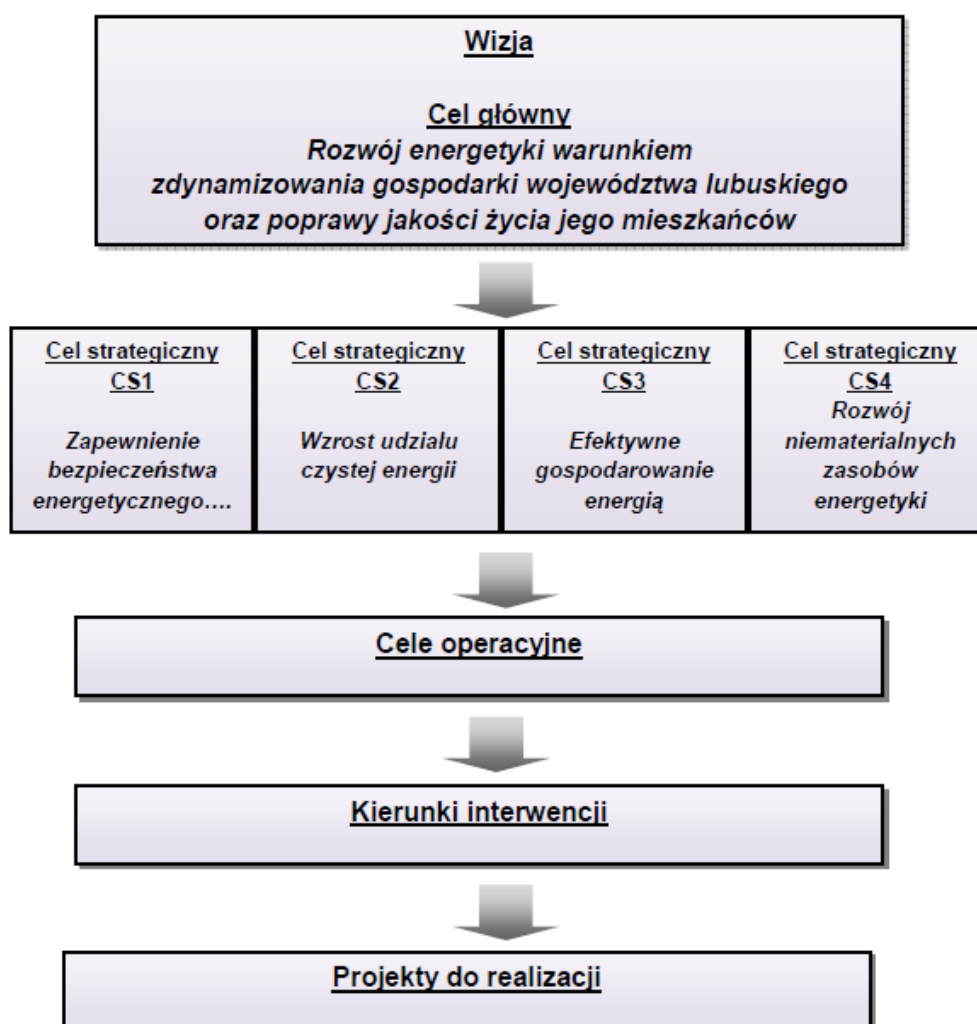 Wizja
Cel główny
Rozwój energetyki warunkiem
zdynamizowania gospodarki województwa lubuskiego
oraz poprawy jakości życia jego mieszkańców
Cel strategiczny
CS1
Zapewnienie
bezpieczeństwa
energetycznego....
Cel strategiczny
CS2
Wzrost udziału
czystej energii
Cel strategiczny
CS3
Efektywne
gospodarowanie
energią
Cel strategiczny
CS4
Rozwój
niematerialnych
zasobów
energetyki
Cele operacyjne
Kierunki interwencji
Projekty do realizacji